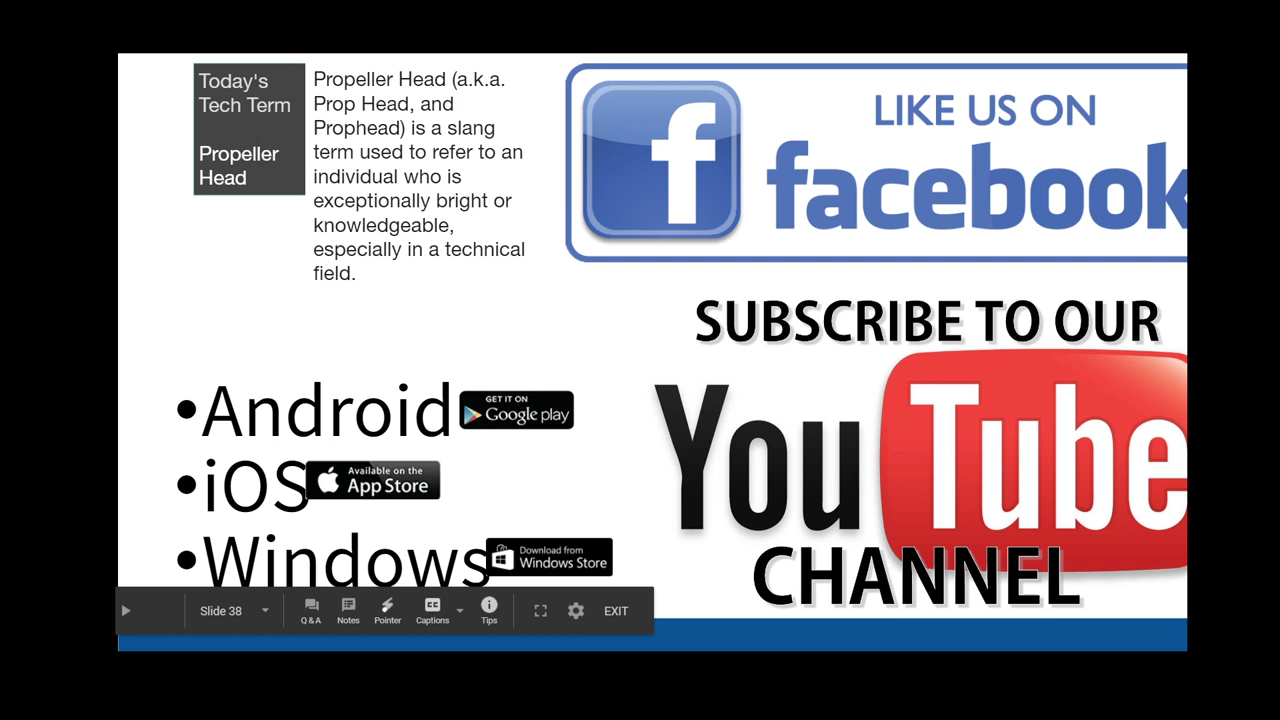 Today's
Tech Term
Propeller
Head
Propeller Head (a.k.a.
Prop Head, and
Prophead) is a slang
term used to refer to an
individual who is
exceptionally bright or
knowledgeable,
especially in a technical
field.
f
LIKE US ON
facebook
SUBSCRIBE TO OUR
YouTube
CHANNEL
•Android
GET IT ON
Google play
•iOS
Available on the
App Store
•Windows
Download from
Windows Store
Slide 38
Q & A
Notes
Pointer
CC
Captions
Tips
EXIT